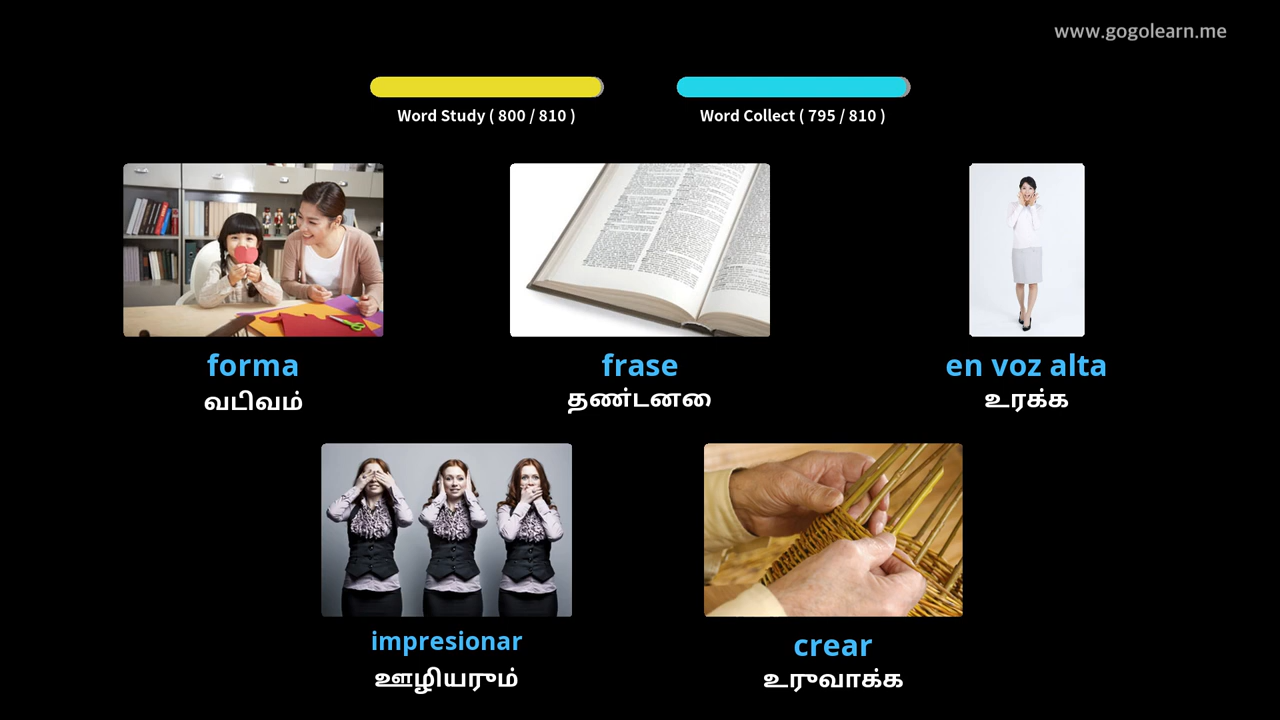 www.gogolearn.me
Word Study ( 800 / 810 )
Word Collect ( 795 / 810 )
forma
வடிவம்
frase
தண்டனை
en voz alta
உரக்க
impresionar
ஊழியரும்
crear
உருவாக்க